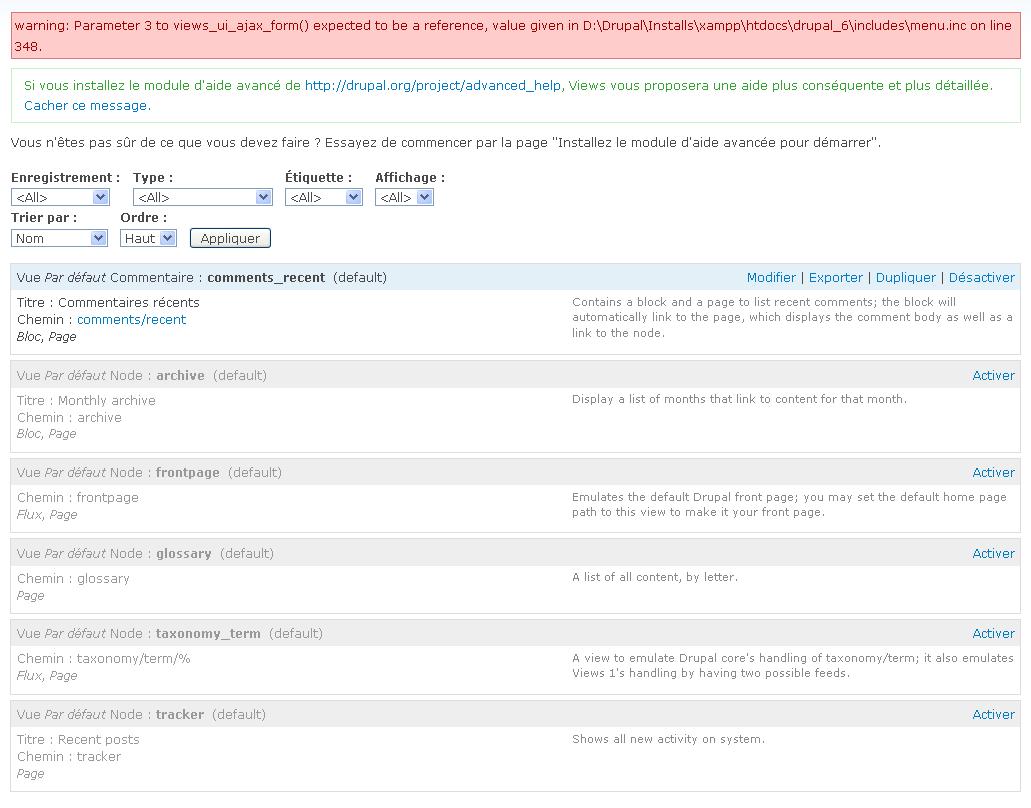 warning: Parameter 3 to views_ui_ajax_form() expected to be a reference, value given in D:\Drupal\Installs\xampp\htdocs\drupal_6\includes\menu.inc on line
348.
Si vous installez le module d'aide avancé de http://drupal.org/project/advanced_help, Views vous proposera une aide plus conséquente et plus détaillée.
Cacher ce message.
Vous n'êtes pas sûr de ce que vous devez faire ? Essayez de commencer par la page "Installez le module d'aide avancée pour démarrer".
Enregistrement : Type : Étiquette : Affichage :
<All> <All> <All> <All>
Trier par : Ordre :
Nom Haut Appliquer
Vue Par défaut Commentaire : comments_recent (default) Modifier | Exporter | Dupliquer | Désactiver
Titre : Commentaires récents
Chemin : comments/recent
Bloc, Page
Contains a block and a page to list recent comments; the block will
automatically link to the page, which displays the comment body as well as a
link to the node.
Vue Par défaut Node : archive (default) Activer
Titre : Monthly archive
Chemin : archive
Bloc, Page
Display a list of months that link to content for that month.
Vue Par défaut Node : frontpage (default) Activer
Chemin : frontpage
Flux, Page
Emulates the default Drupal front page; you may set the default home page
path to this view to make it your front page.
Vue Par défaut Node : glossary (default) Activer
Chemin : glossary
Page
A list of all content, by letter.
Vue Par défaut Node : taxonomy_term (default) Activer
Chemin : taxonomy/term/%
Flux, Page
A view to emulate Drupal core's handling of taxonomy/term; it also emulates
Views 1's handling by having two possible feeds.
Vue Par défaut Node : tracker (default) Activer
Titre : Recent posts
Chemin : tracker
Page
Shows all new activity on system.